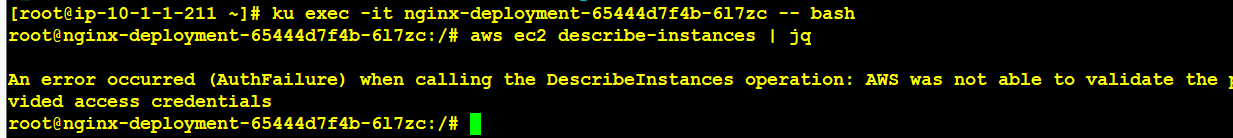 [root@ip-10-1-1-211 ~]# ku exec -it nginx-deployment-65444d7f4b-6l7zc -- bash
root@nginx-deployment-65444d7f4b-6l7zc:/# aws ec2 describe-instances | jq
An error occurred (AuthFailure) when calling the DescribeInstances operation: AWS was not able to validate the
vided access credentials
root@nginx-deployment-65444d7f4b-6l7zc:/#